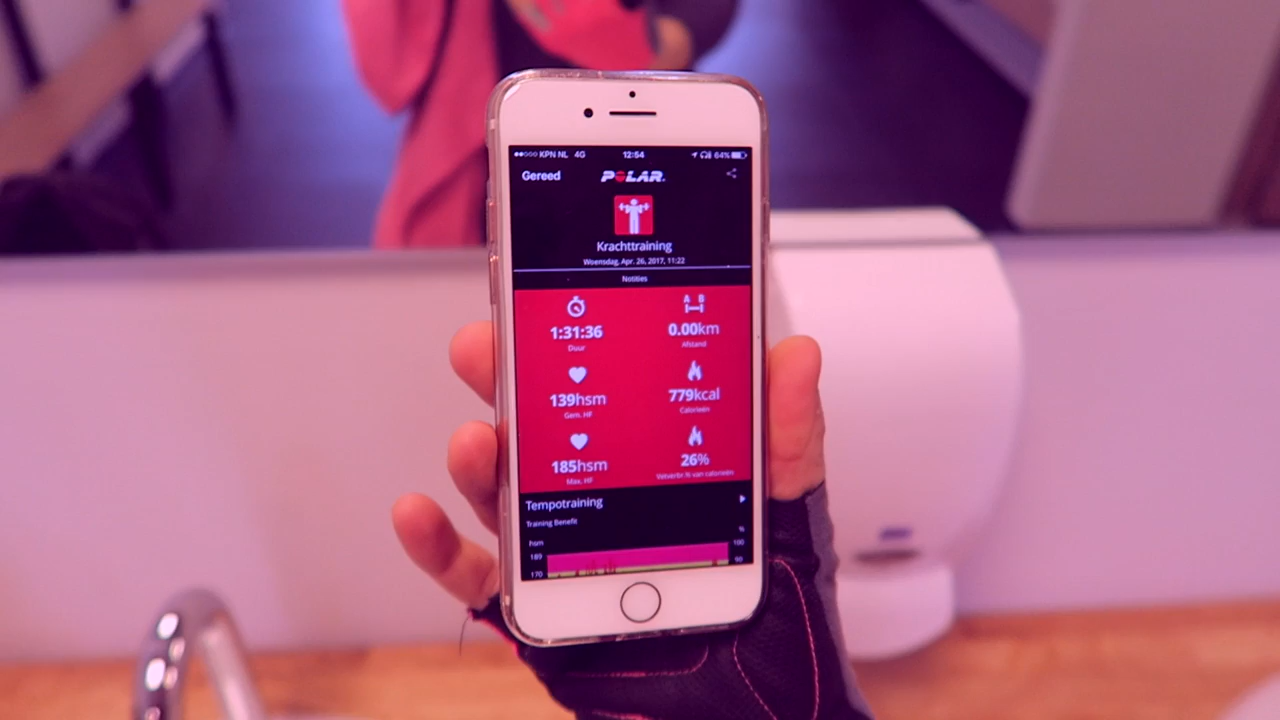 KPN NL 4G 12:54 64%
Gereed POLAR
Krachttraining
Woensdag, Apr. 26, 2017, 11:22
Notities
A B
1:31:36 0.00km
Duur Afstand
139hsm 779kcal
Gem. HF Calorieën
185hsm 26%
Max. HF Vetverbr.% van calorieën
Tempotraining
Training Benefit
hsm %
189 100
170 90